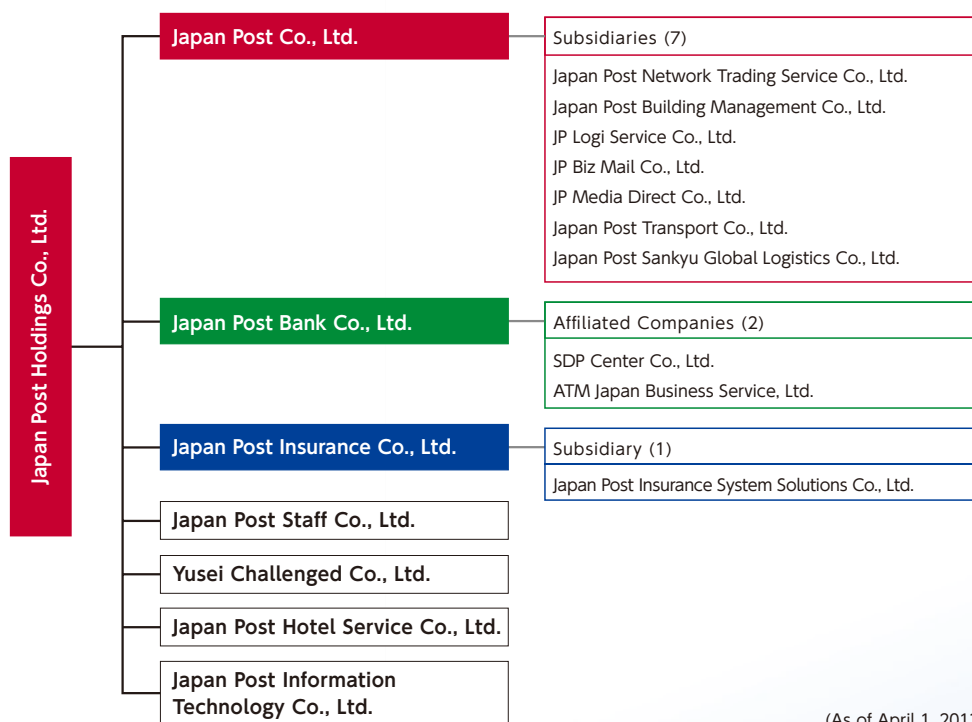 Japan Post Holdings Co., Ltd.
Japan Post Co., Ltd.
Subsidiaries (7)
Japan Post Network Trading Service Co., Ltd.
Japan Post Building Management Co., Ltd.
JP Logi Service Co., Ltd.
JP Biz Mail Co., Ltd.
JP Media Direct Co., Ltd.
Japan Post Transport Co., Ltd.
Japan Post Sankyu Global Logistics Co., Ltd.
Japan Post Bank Co., Ltd.
Affiliated Companies (2)
SDP Center Co., Ltd.
ATM Japan Business Service, Ltd.
Japan Post Insurance Co., Ltd.
Subsidiary (1)
Japan Post Insurance System Solutions Co., Ltd.
Japan Post Staff Co., Ltd.
Yusei Challenged Co., Ltd.
Japan Post Hotel Service Co., Ltd.
Japan Post Information
Technology Co., Ltd.
(As of April 1,